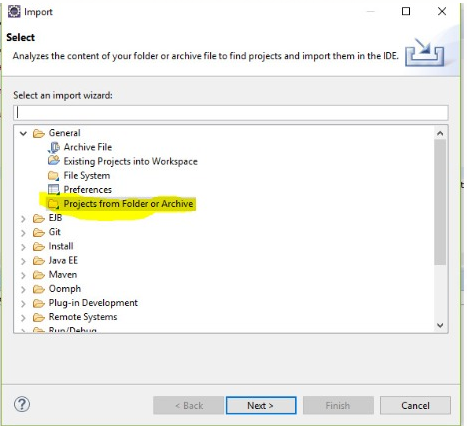 Import
Select
Analyzes the content of your folder or archive file to find projects and import them in the IDE.
Select an import wizard:
General
Archive File
Existing Projects into Workspace
File System
Preferences
Projects from Folder or Archive
EJB
Git
Install
Java EE
Maven
Oomph
Plug-in Development
Remote Systems
Run/Debug
< Back
Next >
Finish
Cancel